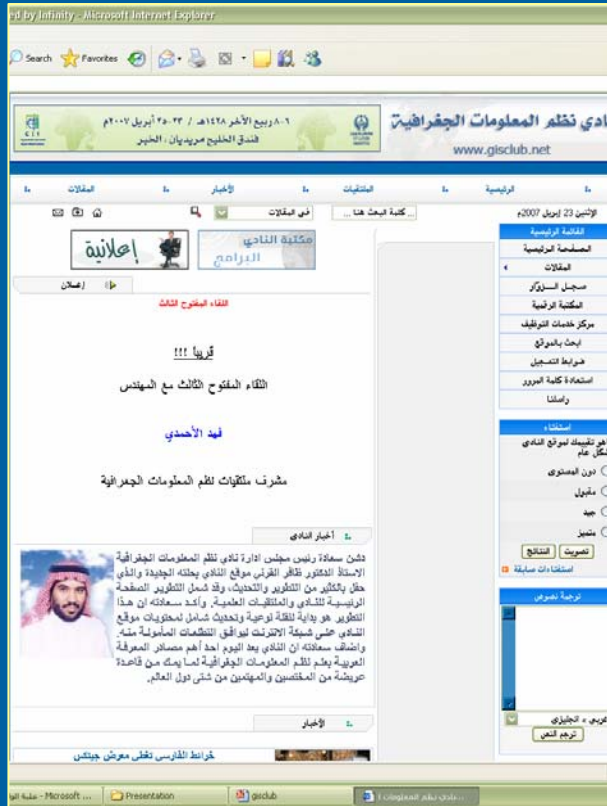 ed by Infinity - Microsoft Internet Explorer
Search Favorites
نادي نظم المعلومات الجغرافية
www.gisclub.net
٦-٨ ربيع الآخر ١٤٢٨هـ / ٢٣-٢٥ أبريل ٢٠٠٧م
فندق الخليج مريديان، الخبر
الرئيسية الملتقيات الأخبار المقالات
الإثنين 23 إبريل 2007م
... كلمة البحث هنا ... في المقالات
القائمة الرئيسية
الصفحة الرئيسية
المقالات
سجل الزوار
المكتبة الرقمية
مركز خدمات التوظيف
ابحث بالموقع
ضوابط التسجيل
استعادة كلمة المرور
راسلنا
استفتاء
هو تقييمك لموقع النادي
شكل عام
دون المستوى
مقبول
جيد
متميز
تصويت النتائج
استفتاءات سابقة
ترجمة نصوص
عربي » انجليزي
ترجم النص
مكتبة النادي
البرامج
إعلانية
إعلان
اللقاء المفتوح الثالث
قريبا !!!
اللقاء المفتوح الثالث مع المهندس
فهد الأحمدي
مشرف ملتقيات نظم المعلومات الجغرافية
أخبار النادي
دشن سعادة رئيس مجلس ادارة نادي نظم المعلومات الجغرافية
الاستاذ الدكتور ظافر القرني موقع النادي بحلته الجديدة والذي
حفل بالكثير من التطوير والتحديث، وقد شمل التطوير الصفحة
الرئيسية للنادي والملتقيات العلمية. وأكد سعادته ان هذا
التطوير هو بداية لنقلة نوعية وتحديث شامل لمحتويات موقع
النادي على شبكة الانترنت ليوافق التطلعات المأمولة منه.
واضاف سعادته ان النادي يعد اليوم احد أهم مصادر المعرفة
العربية بعلم نظم المعلومات الجغرافية لما يملك من قاعدة
عريضة من المختصين والمهتمين من شتى دول العالم.
الأخبار
خرائط الفارسي تغطي معرض جيتكس
Microsoft ... Presentation gisclub نادي نظم المعلومات ا...